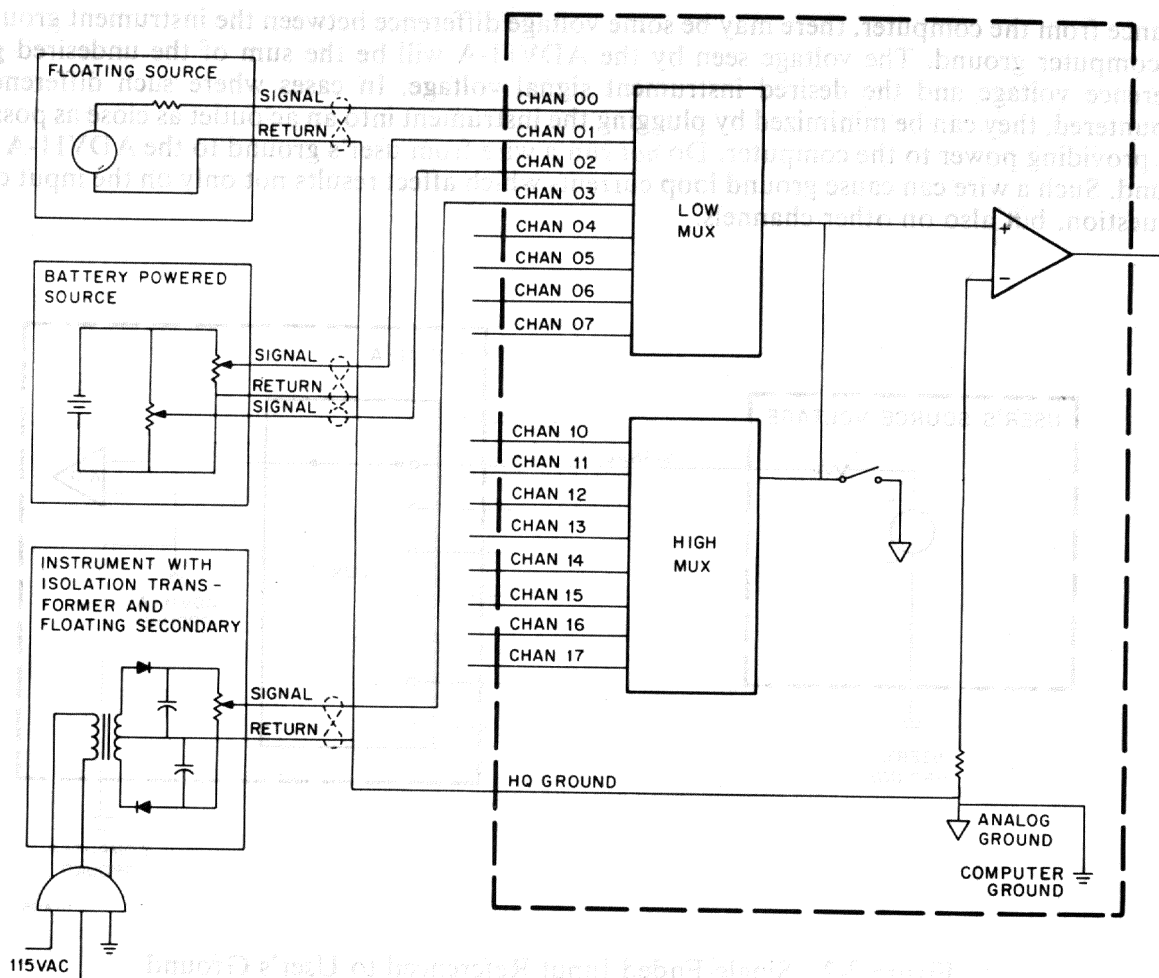 FLOATING SOURCE
SIGNAL
RETURN
BATTERY POWERED
SOURCE
SIGNAL
RETURN
SIGNAL
INSTRUMENT WITH
ISOLATION TRANS-
FORMER AND
FLOATING SECONDARY
SIGNAL
RETURN
115VAC
CHAN 00
CHAN 01
CHAN 02
CHAN 03
CHAN 04
CHAN 05
CHAN 06
CHAN 07
LOW
MUX
CHAN 10
CHAN 11
CHAN 12
CHAN 13
CHAN 14
CHAN 15
CHAN 16
CHAN 17
HIGH
MUX
+
−
HQ GROUND
ANALOG
GROUND
COMPUTER
GROUND